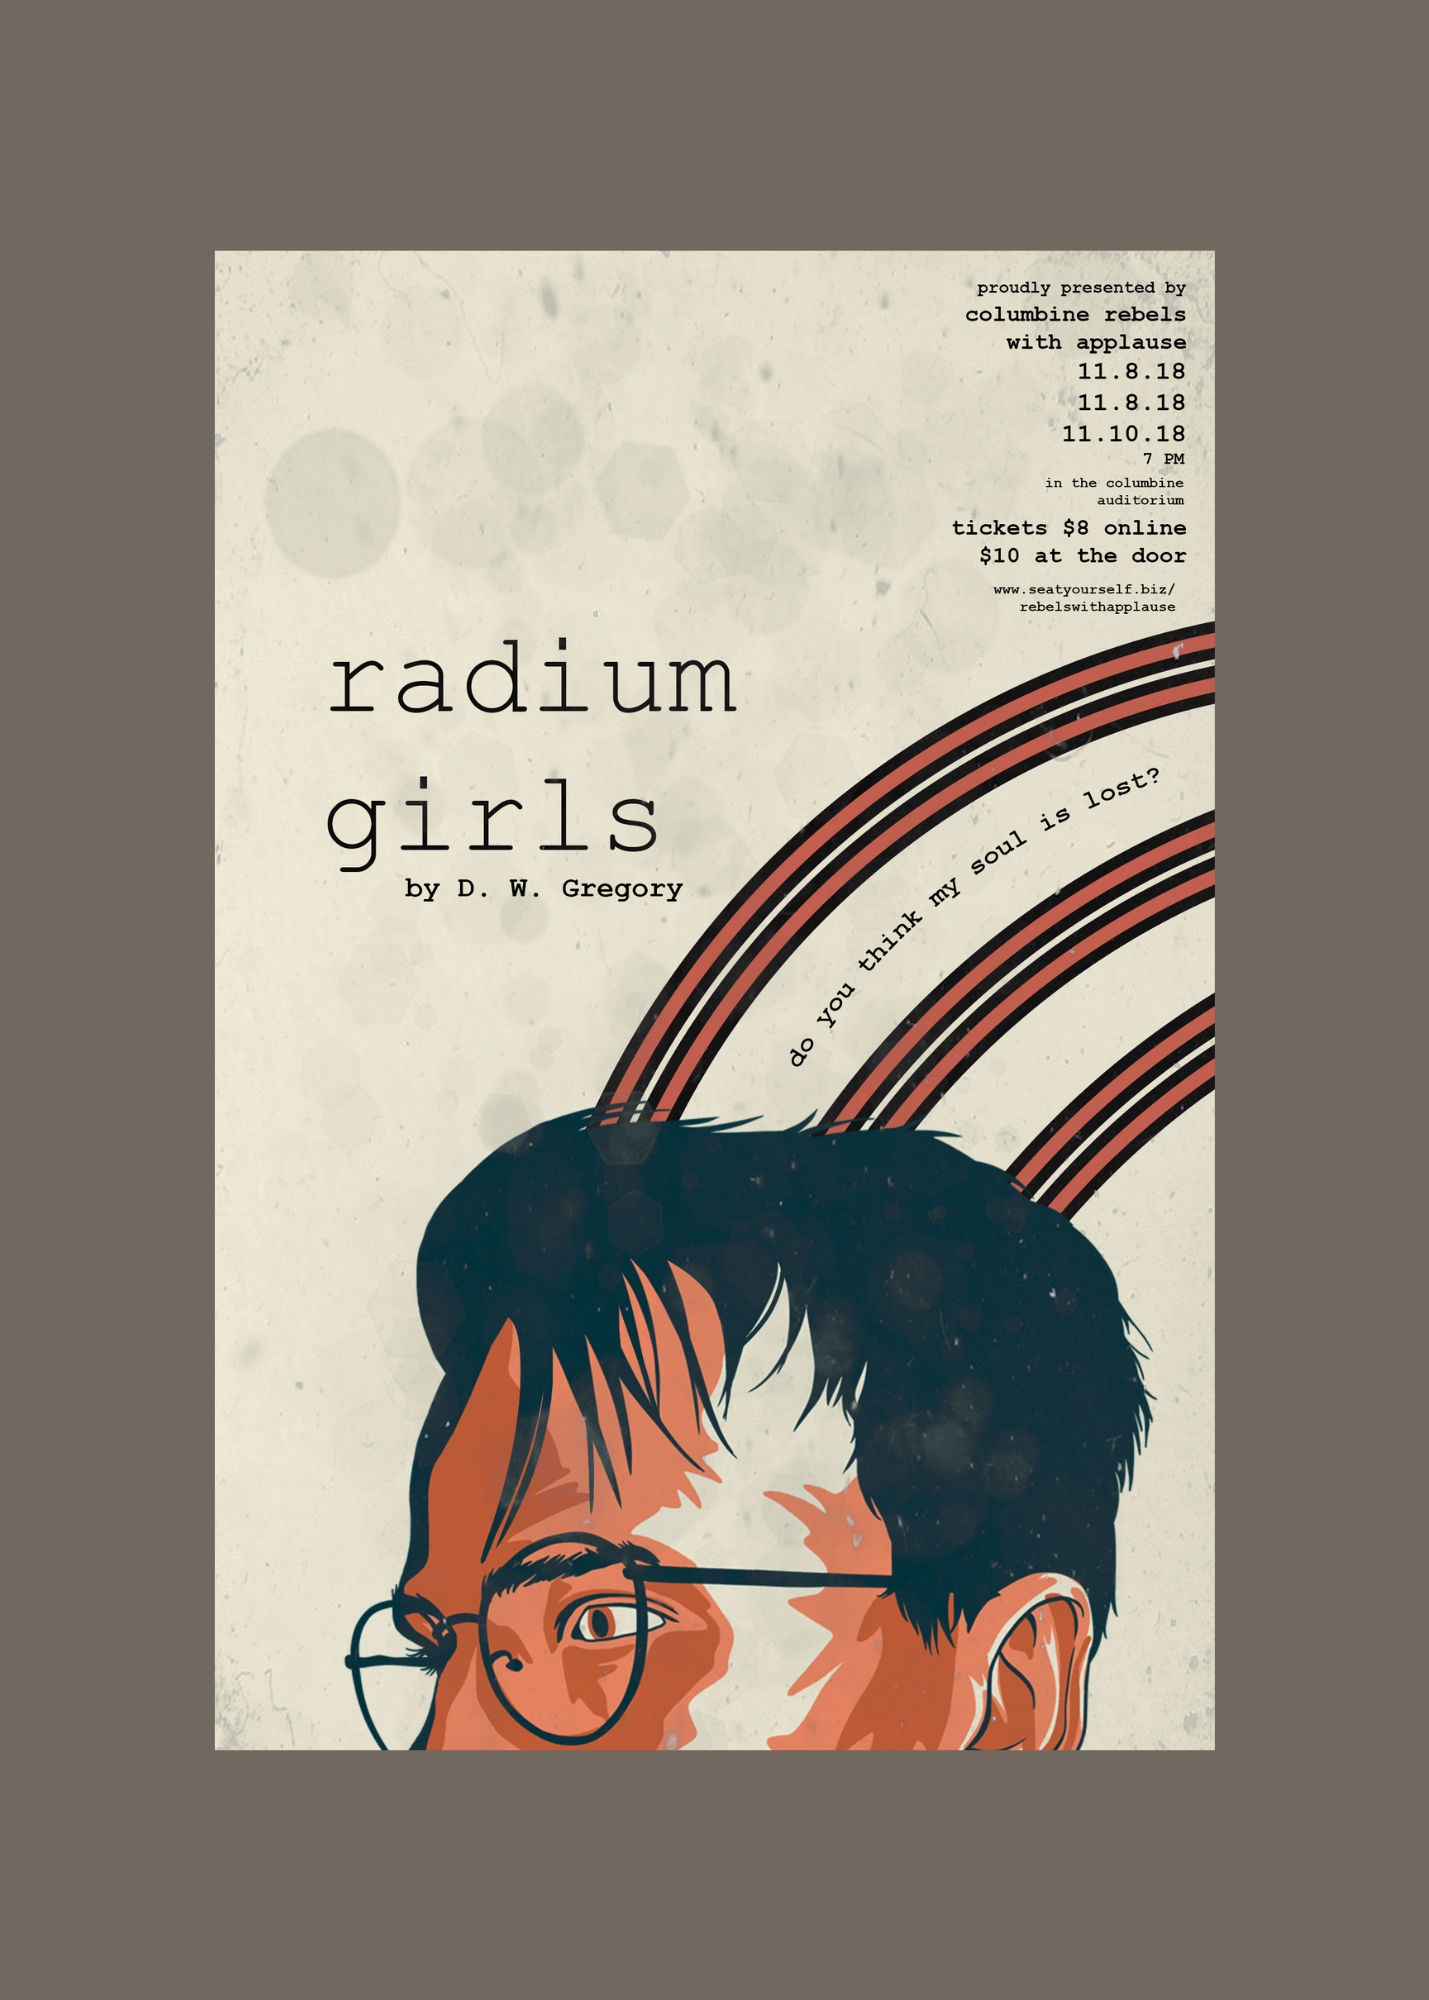 proudly presented by
columbine rebels
with applause
11.8.18
11.8.18
11.10.18
7 PM
in the columbine
auditorium
tickets $8 online
$10 at the door
www.seatyourself.biz/
rebelswithapplause
radium
girls
by D. W. Gregory
do you think my soul is lost?